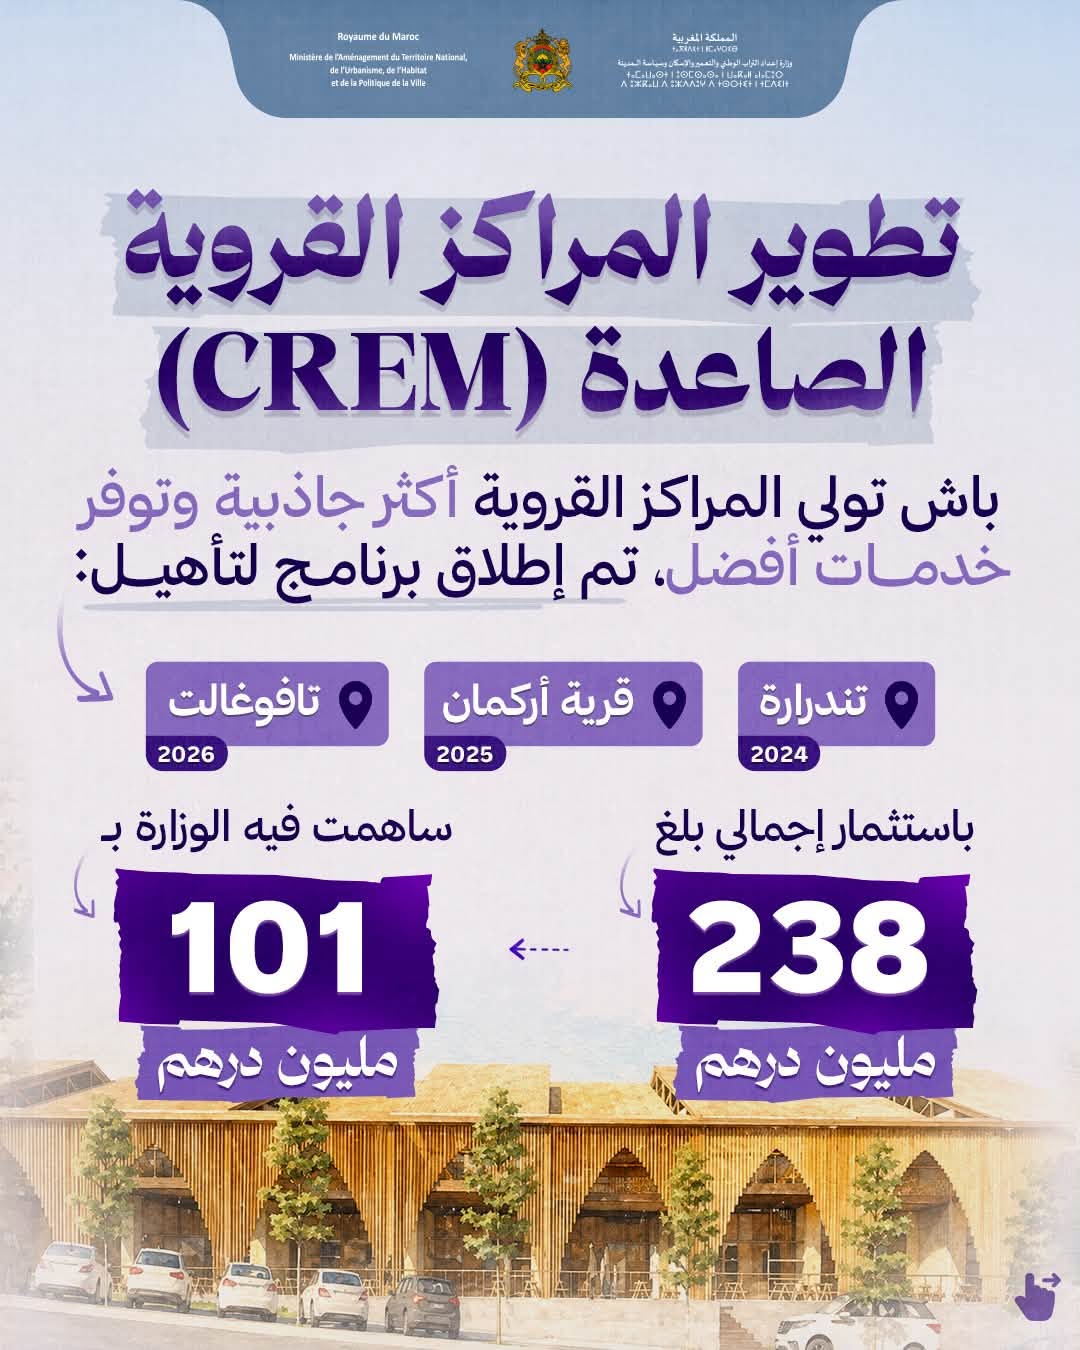 Royaume du Maroc
Ministère de l'Aménagement du Territoire National,
de l'Urbanisme, de l'Habitat
et de la Politique de la Ville
المملكة المغربية
وزارة إعداد التراب الوطني والتعمير والإسكان وسياسة المدينة
تطوير المراكز القروية
الصاعدة (CREM)
باش تولي المراكز القروية أكثر جاذبية وتوفر
خدمـــات أفضل، تم إطلاق برنامج لتأهيــل:
تندرارة
2024
قرية أركمان
2025
تافوغالت
2026
باستثمار إجمالي بلغ
238
مليون درهم
ساهمت فيه الوزارة بـ
101
مليون درهم